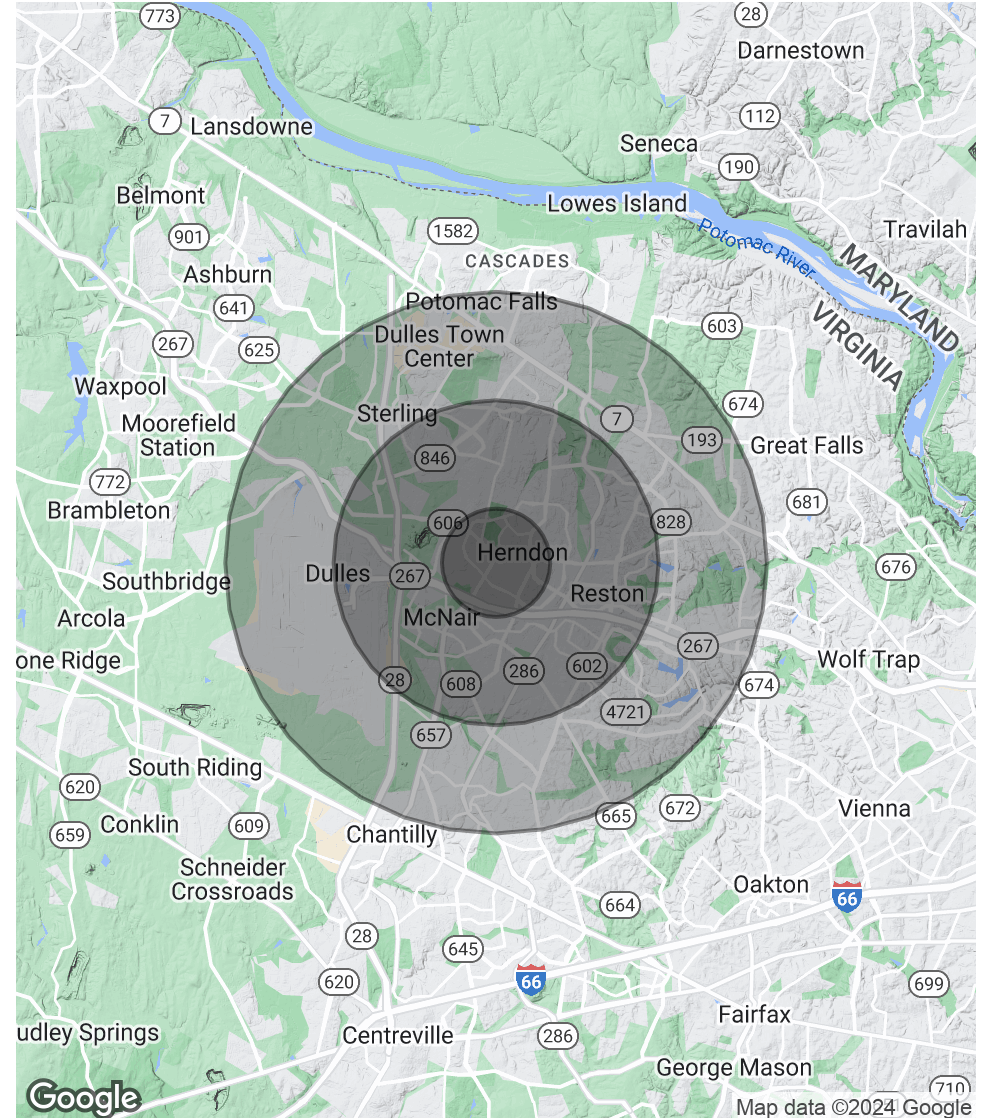 773
28
Darnestown
7
Lansdowne
112
Seneca
190
Belmont
Lowes Island
901
1582
Potomac River
Travilah
CASCADES
Ashburn
MARYLAND
641
Potomac Falls
VIRGINIA
603
Dulles Town
Center
267
625
Waxpool
674
Sterling
7
Moorefield
Station
193
Great Falls
846
772
681
Brambleton
606
828
Herndon
676
Dulles
267
Southbridge
Reston
Arcola
McNair
267
one Ridge
Wolf Trap
28
608
286
602
674
4721
657
South Riding
620
672
Vienna
665
659
Conklin
609
Chantilly
Schneider
Crossroads
Oakton
66
664
28
645
620
66
699
Fairfax
udley Springs
Centreville
286
George Mason
710
Google
Map data ©2024 Google